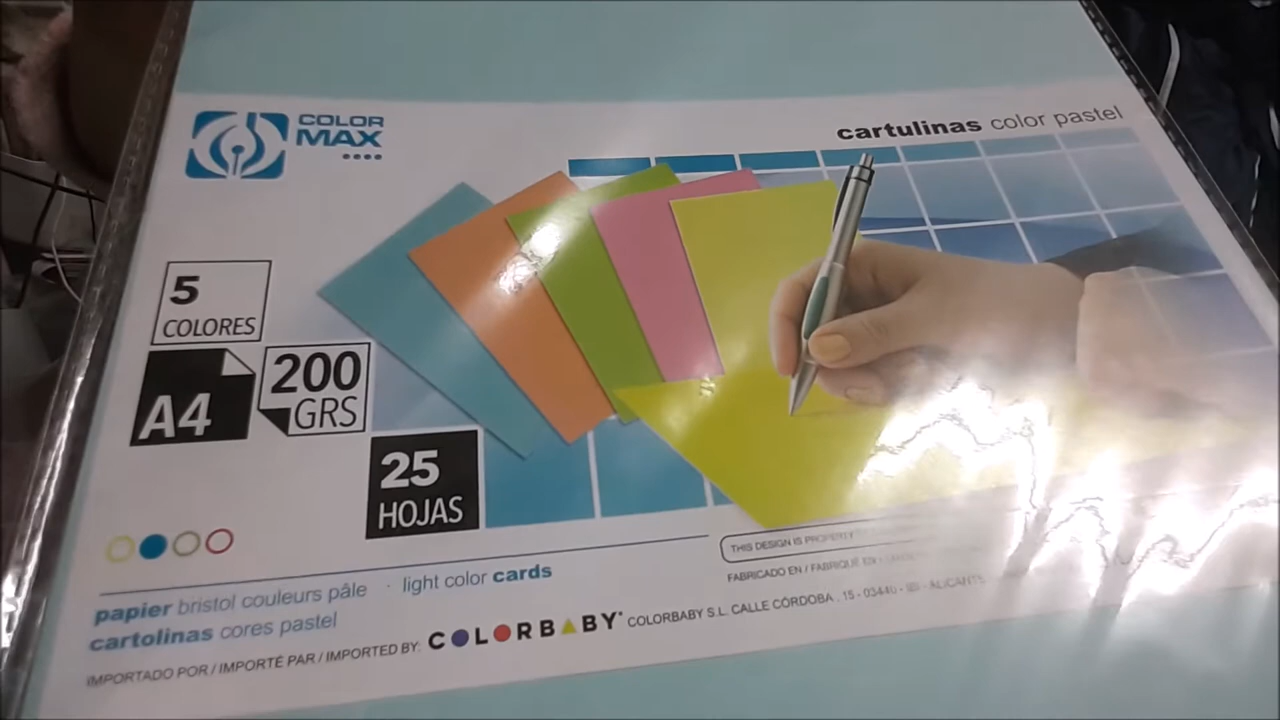 COLOR
MAX
cartulinas color pastel
5
COLORES
A4
200
GRS
25
HOJAS
papier bristol couleurs pâle · light color cards
cartolinas cores pastel
THIS DESIGN IS PROPERTY
FABRICADO EN / FABRIQUÉ EN
IMPORTADO POR / IMPORTÉ PAR / IMPORTED BY: COLORBABY COLORBABY S.L. CALLE CÓRDOBA , 15 - 03440 - IBI - ALICANTE